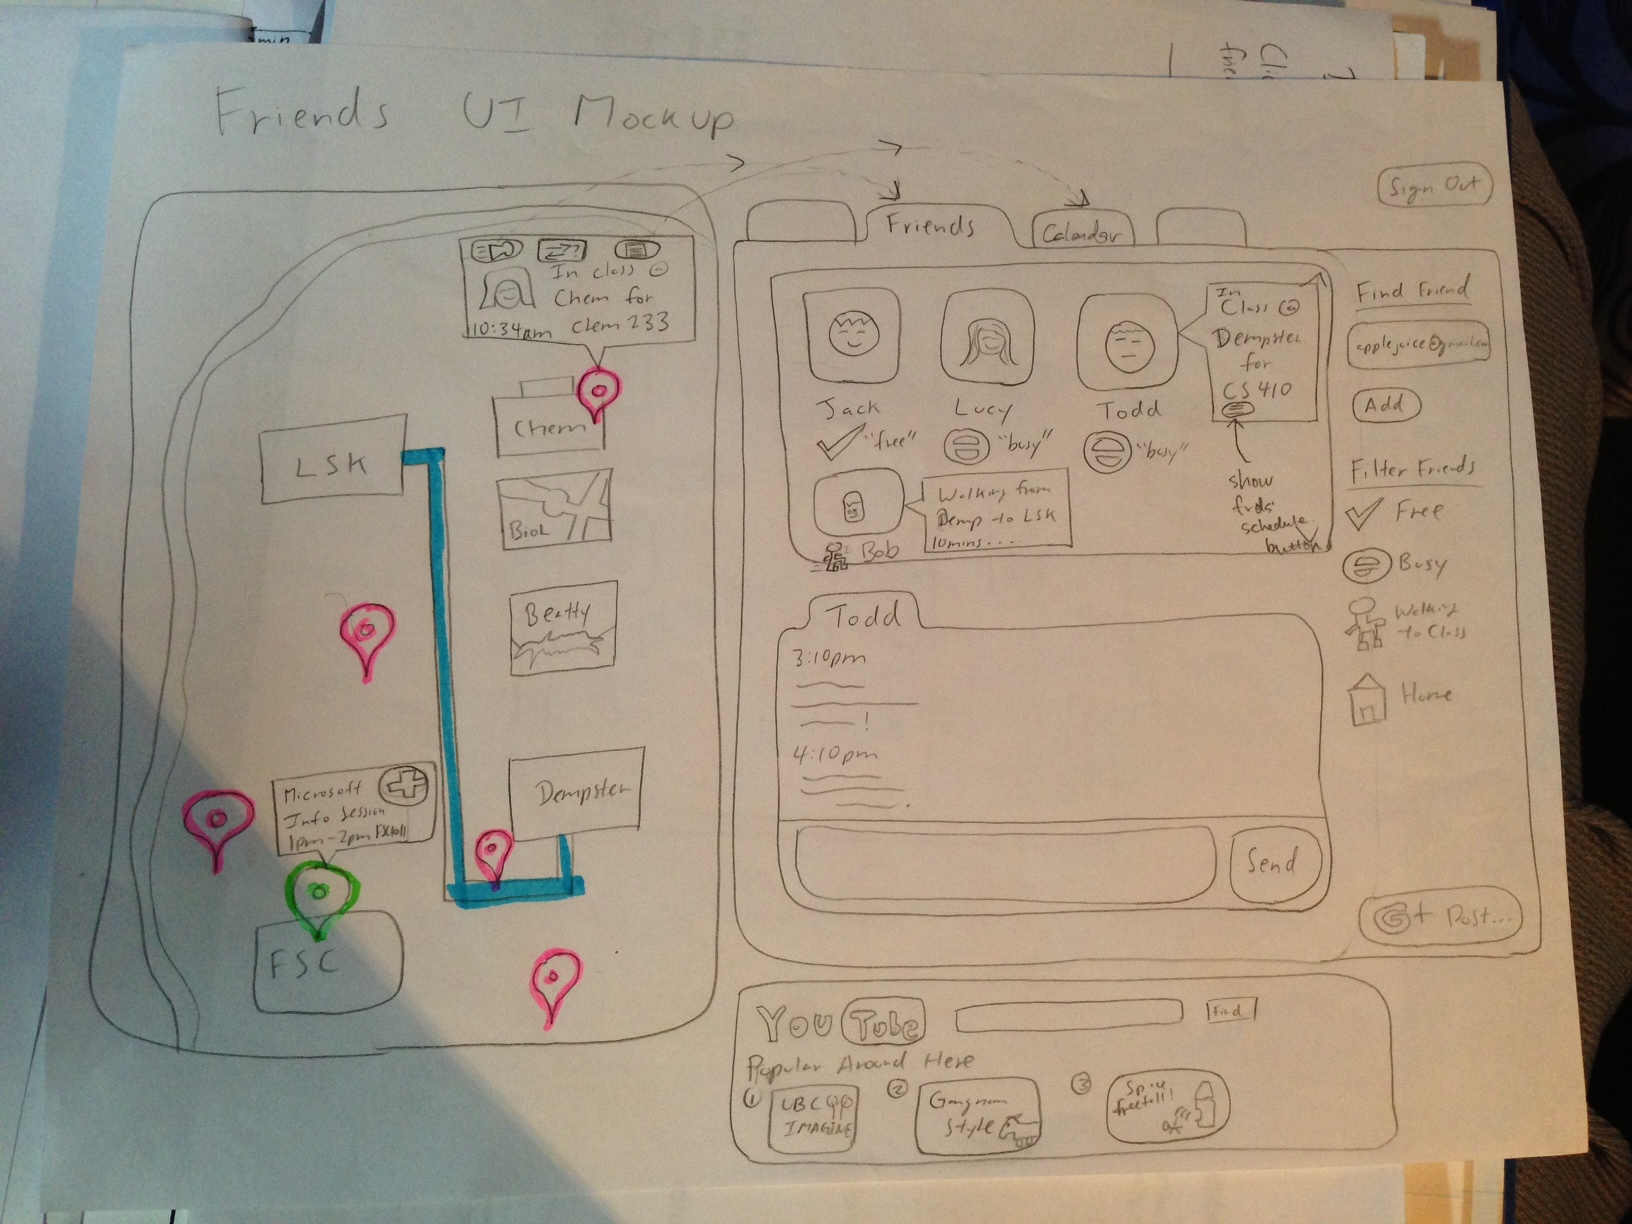 min
Friends UI Mockup
Sign Out
Friends
Calendar
In class @
Chem for
10:34am Chem 233
Chem
LSK
BioL
Beatty
Dempster
Microsoft
Info Session
1pm-2pm
FSC
In
Class @
Dempster
for
CS 410
Jack
Lucy
Todd
"free"
"busy"
"busy"
show
frds'
schedule
button
Walking from
Demp to LSK
10mins....
Bob
Find Friend
applejuice@gmail.com
Add
Filter Friends
Free
Busy
Walking
to Class
Home
Todd
3:10pm
!
4:10pm
Send
G+ Post...
YouTube
Find
Popular Around Here
1
UBC
IMAGINE
2
Gangnam
Style
3
Space
freefall!